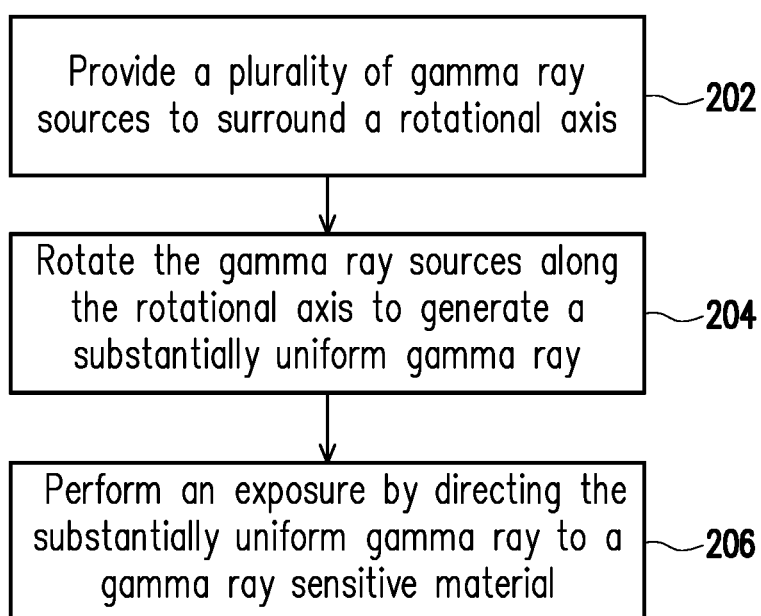 Provide a plurality of gamma ray
sources to surround a rotational axis
202
Rotate the gamma ray sources along
the rotational axis to generate a
substantially uniform gamma ray
204
Perform an exposure by directing the
substantially uniform gamma ray to a
gamma ray sensitive material
206